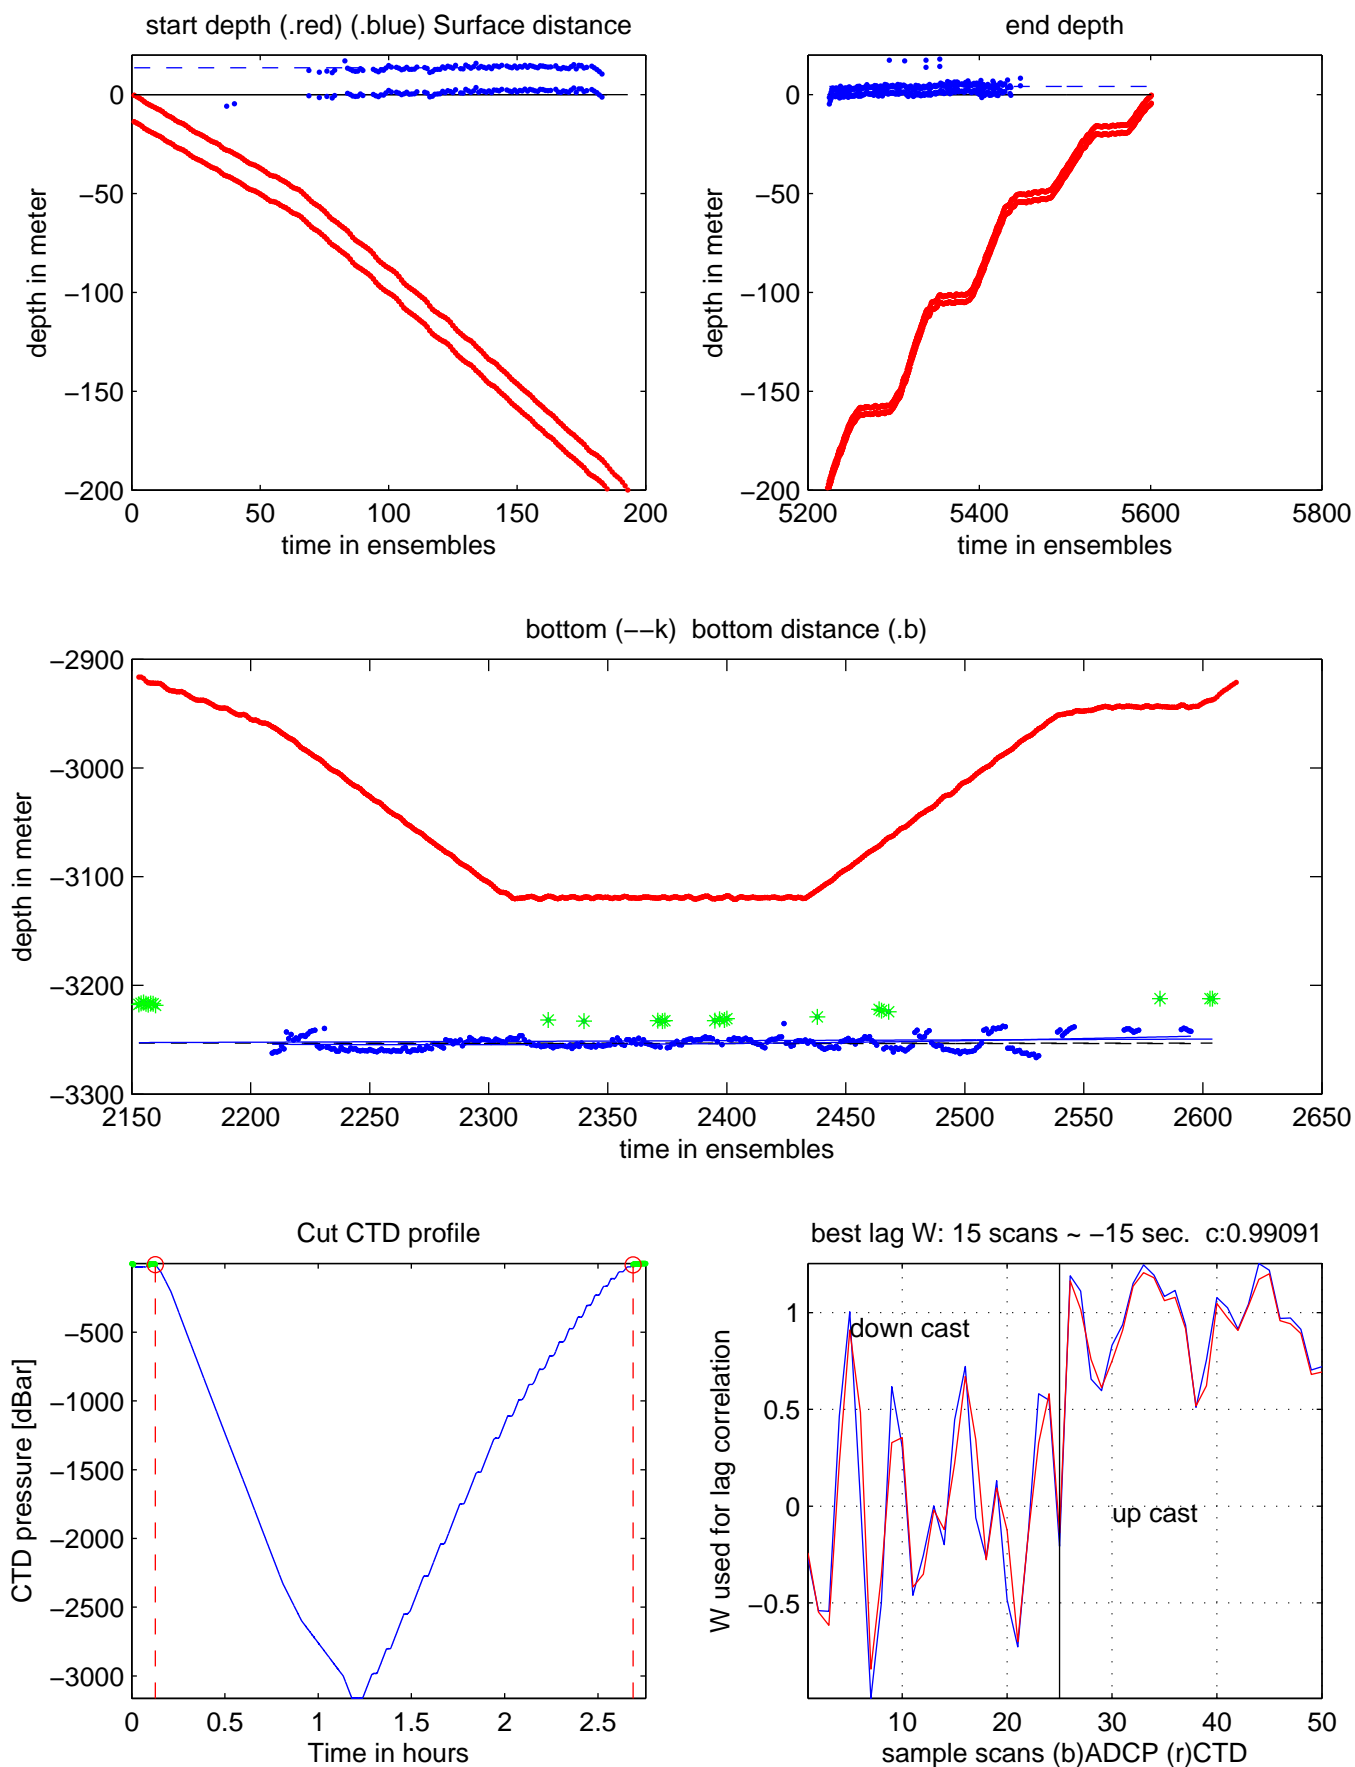 start depth (.red) (.blue) Surface distance
0
−50
−100
−150
−200
depth in meter
0 50 100 150 200
time in ensembles
end depth
0
−50
−100
−150
−200
depth in meter
5200 5400 5600 5800
time in ensembles
bottom (−−k)  bottom distance (.b)
−2900
−3000
−3100
−3200
−3300
depth in meter
2150 2200 2250 2300 2350 2400 2450 2500 2550 2600 2650
time in ensembles
Cut CTD profile
−500
−1000
−1500
−2000
−2500
−3000
CTD pressure [dBar]
0 0.5 1 1.5 2 2.5
Time in hours
best lag W: 15 scans ~ −15 sec.  c:0.99091
1
0.5
0
−0.5
W used for lag correlation
down cast
up cast
10 20 30 40 50
sample scans (b)ADCP (r)CTD